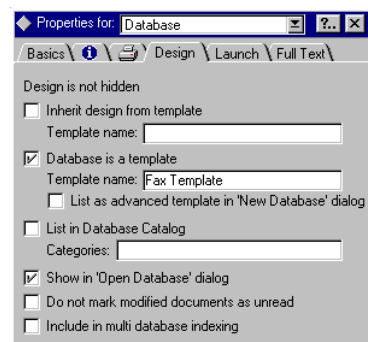 Properties for: Database ?..
Basics Design Launch Full Text
Design is not hidden
Inherit design from template
Template name:
Database is a template
Template name: Fax Template
List as advanced template in 'New Database' dialog
List in Database Catalog
Categories:
Show in 'Open Database' dialog
Do not mark modified documents as unread
Include in multi database indexing